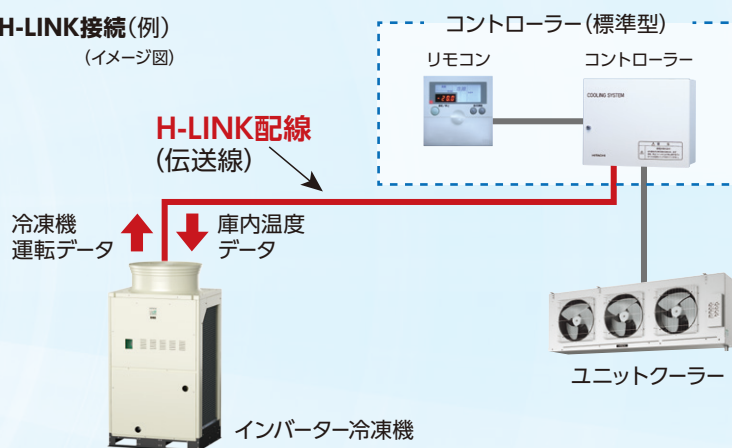 H-LINK接続(例)
(イメージ図)
コントローラー(標準型)
リモコン
コントローラー
COOLING SYSTEM
HITACHI
H-LINK配線
(伝送線)
冷凍機
運転データ
庫内温度
データ
ユニットクーラー
インバーター冷凍機